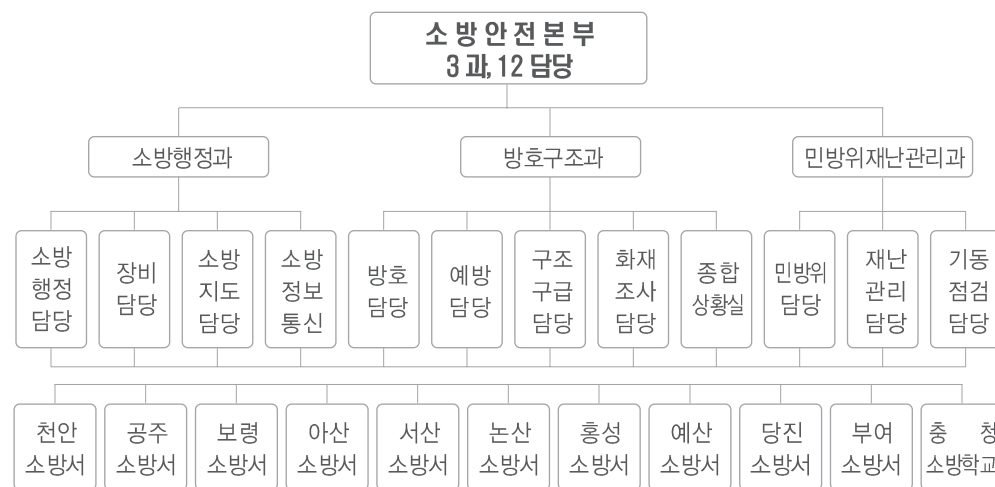 소방안전본부
3과, 12담당
소방행정과
방호구조과
민방위재난관리과
소방
행정
담당
장비
담당
소방
지도
담당
소방
정보
통신
방호
담당
예방
담당
구조
구급
담당
화재
조사
담당
종합
상황실
민방위
담당
재난
관리
담당
기동
점검
담당
천안
소방서
공주
소방서
보령
소방서
아산
소방서
서산
소방서
논산
소방서
홍성
소방서
예산
소방서
당진
소방서
부여
소방서
충 청
소방학교